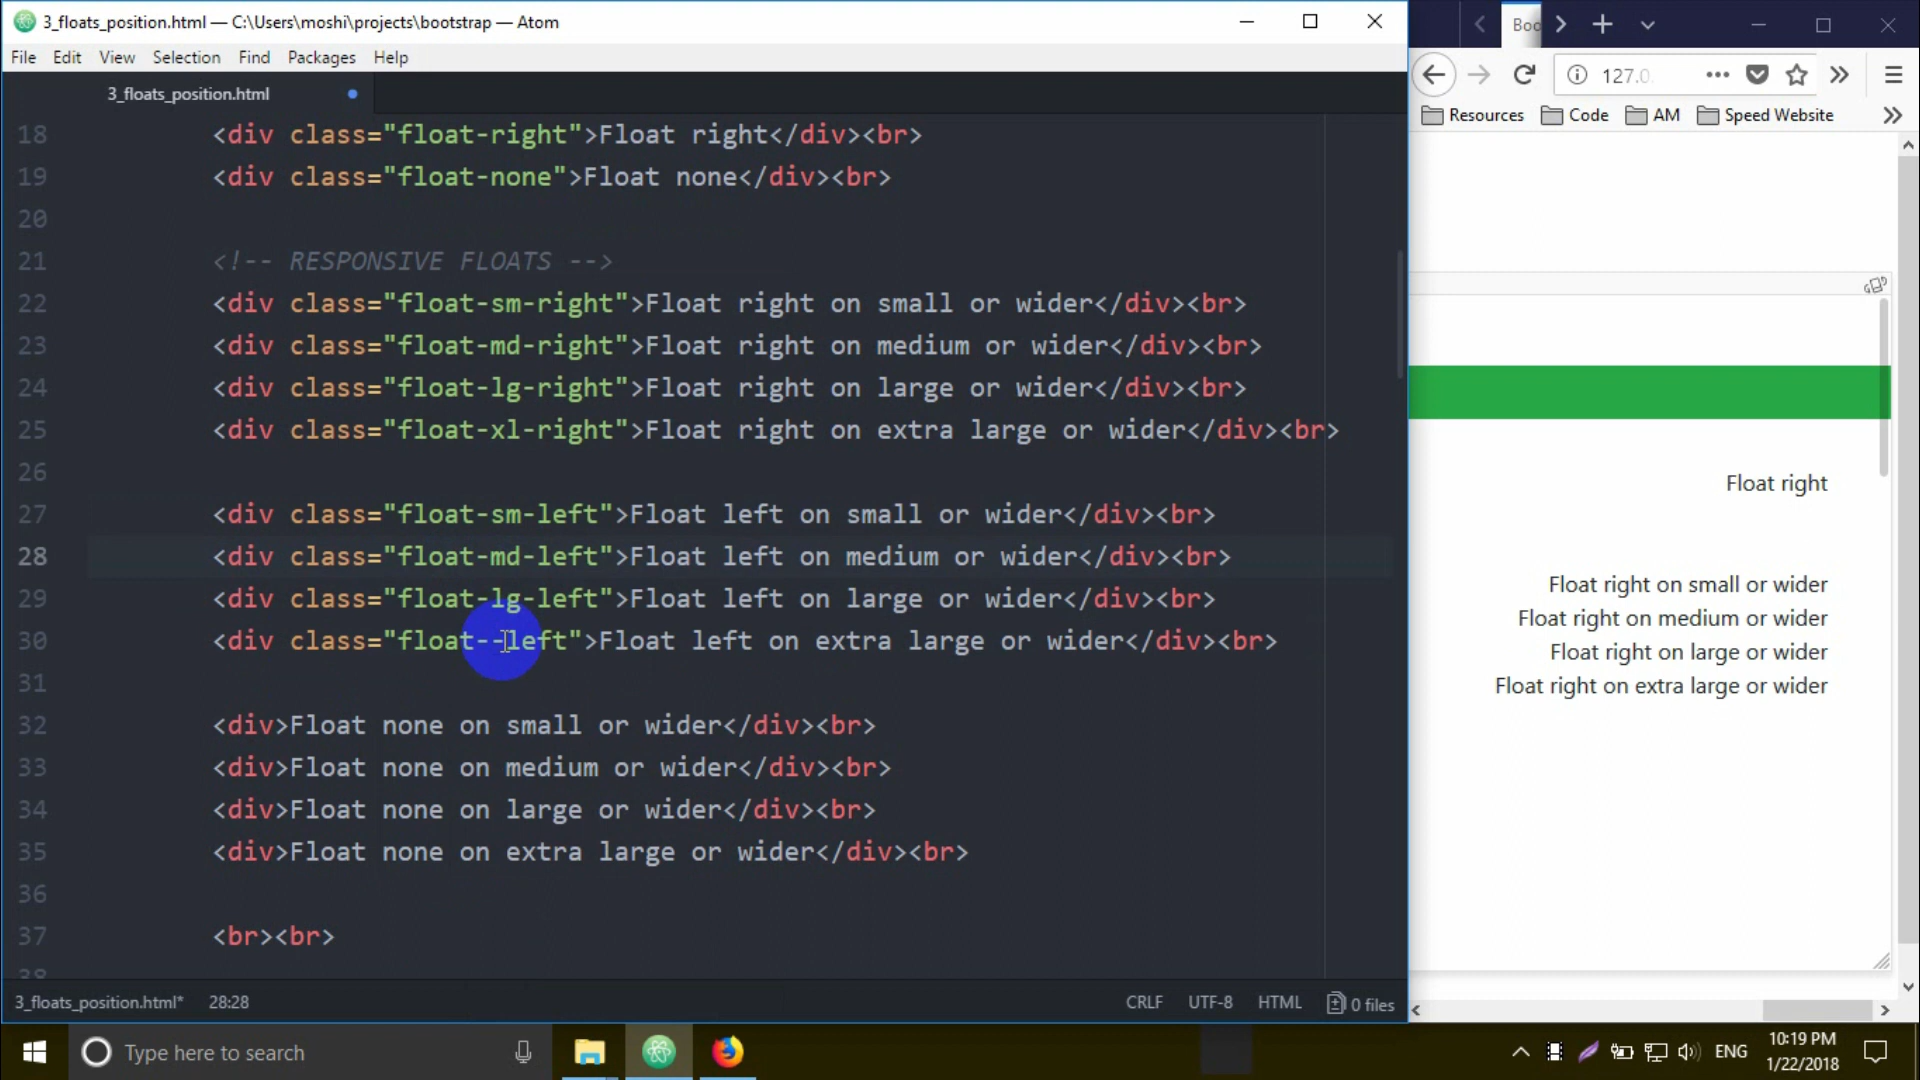 3_floats_position.html — C:\Users\moshi\projects\bootstrap — Atom
File Edit View Selection Find Packages Help
3_floats_position.html
18 <div class="float-right">Float right</div><br>
19 <div class="float-none">Float none</div><br>
20
21 <!-- RESPONSIVE FLOATS -->
22 <div class="float-sm-right">Float right on small or wider</div><br>
23 <div class="float-md-right">Float right on medium or wider</div><br>
24 <div class="float-lg-right">Float right on large or wider</div><br>
25 <div class="float-xl-right">Float right on extra large or wider</div><br>
26
27 <div class="float-sm-left">Float left on small or wider</div><br>
28 <div class="float-md-left">Float left on medium or wider</div><br>
29 <div class="float-lg-left">Float left on large or wider</div><br>
30 <div class="float--left">Float left on extra large or wider</div><br>
31
32 <div>Float none on small or wider</div><br>
33 <div>Float none on medium or wider</div><br>
34 <div>Float none on large or wider</div><br>
35 <div>Float none on extra large or wider</div><br>
36
37 <br><br>
38
3_floats_position.html* 28:28 CRLF UTF-8 HTML 0 files
Boo
127.0.
Resources Code AM Speed Website
Float right
Float right on small or wider
Float right on medium or wider
Float right on large or wider
Float right on extra large or wider
Type here to search
ENG
10:19 PM
1/22/2018